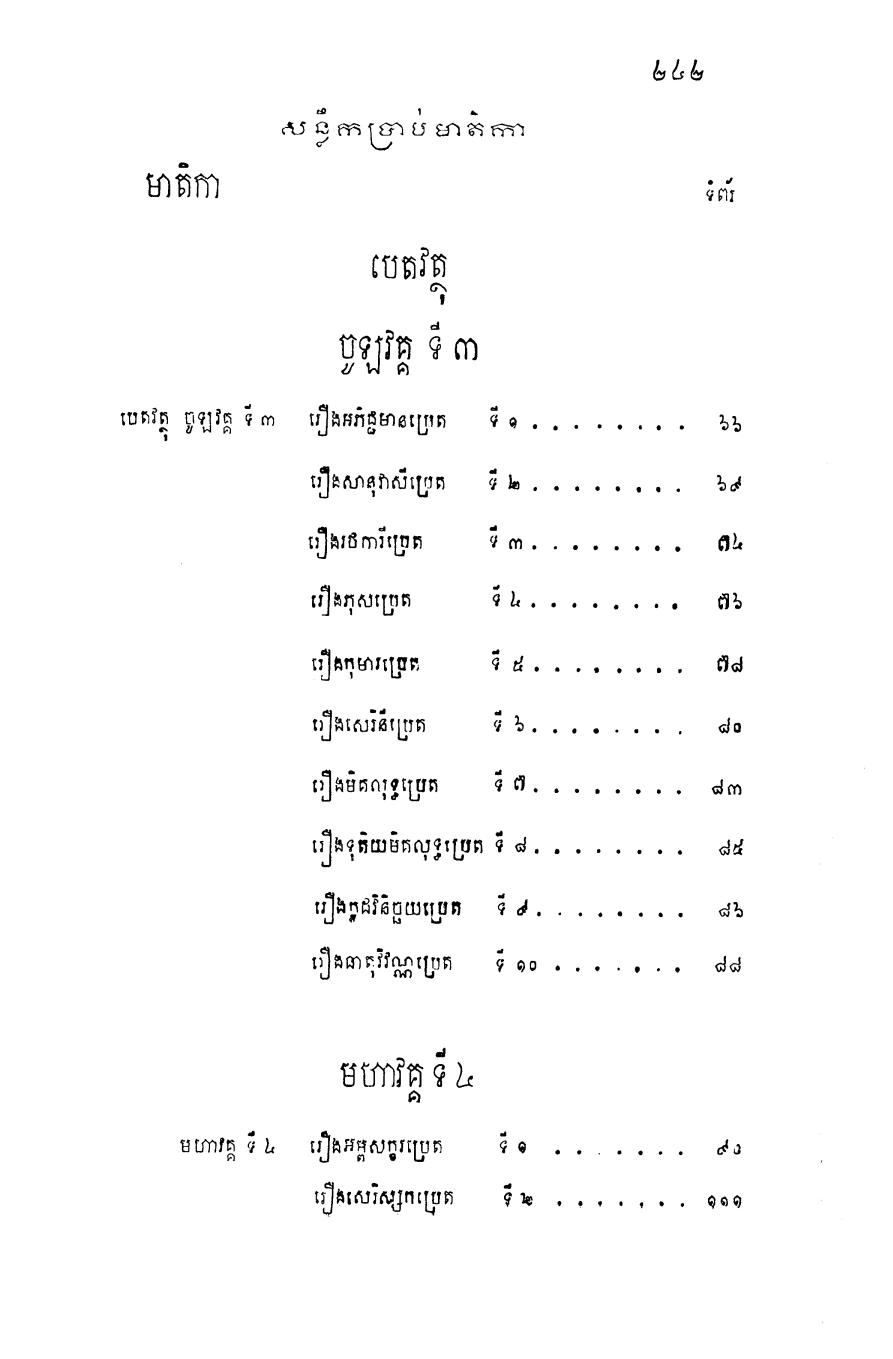 ២៤២
សន្លឹកប្រាប់មាតិកា
មាតិកា ទំព័រ
បេតវត្ថុ
ចូឡវគ្គ ទី ៣
បេតវត្ថុ ចូឡវគ្គ ទី ៣ រឿងអភិជ្ជមានប្រេត ទី ១ . . . . . . . . ៦៦
រឿងសានុវាសីប្រេត ទី ២ . . . . . . . . ៦៩
រឿងរថការីប្រេត ទី ៣ . . . . . . . . ៧៤
រឿងភុសប្រេត ទី ៤ . . . . . . . . ៧៦
រឿងកុមារប្រេត ទី ៥ . . . . . . . . ៧៨
រឿងសេរិនីប្រេត ទី ៦ . . . . . . . . ៨០
រឿងមិគលុទ្ទប្រេត ទី ៧ . . . . . . . . ៨៣
រឿងទុតិយមិគលុទ្ទប្រេត ទី ៨ . . . . . . . . ៨៥
រឿងកូដវិនិច្ឆយប្រេត ទី ៩ . . . . . . . . ៨៦
រឿងធាតុវិវណ្ណប្រេត ទី ១០ . . . . . . . ៨៨
មហាវគ្គ ទី ៤
មហាវគ្គ ទី ៤ រឿងអម្ពសក្ខរប្រេត ទី ១ . . . . . . .
រឿងសេរិស្សកប្រេត ទី ២ . . . . . . . ១១១